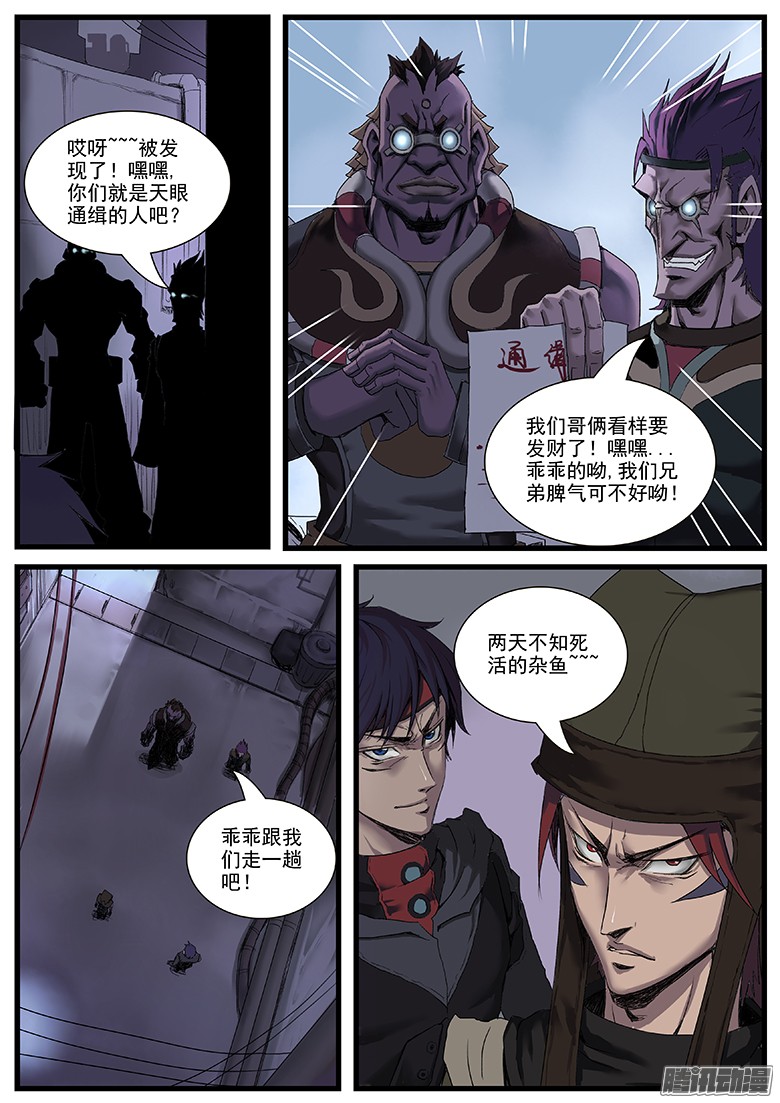 哎呀~~~被发
现了！嘿嘿,
你们就是天眼
通缉的人吧？
通缉
我们哥俩看样要
发财了！嘿嘿...
乖乖的呦,我们兄
弟脾气可不好呦！
乖乖跟我
们走一趟
吧！
两天不知死
活的杂鱼~~~
腾讯动漫